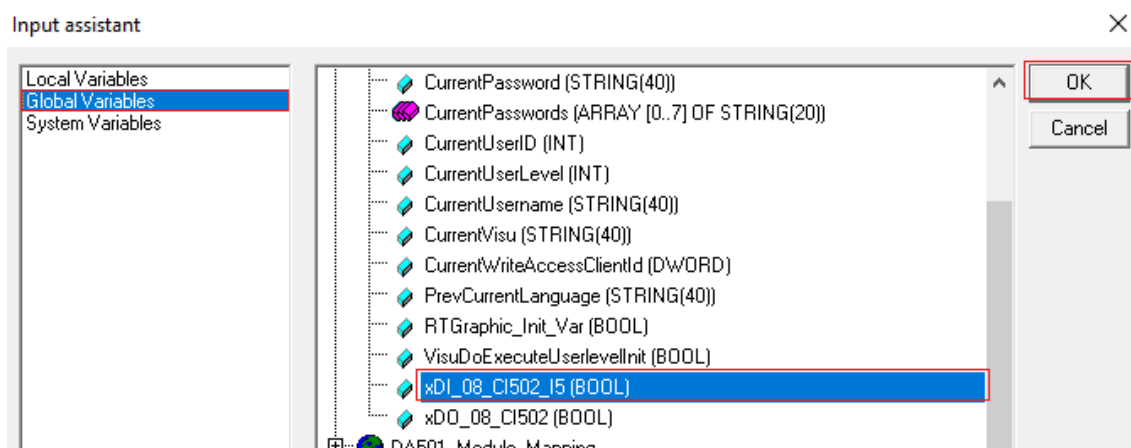 Input assistant
Local Variables
Global Variables
System Variables
CurrentPassword (STRING(40))
CurrentPasswords (ARRAY [0..7] OF STRING(20))
CurrentUserID (INT)
CurrentUserLevel (INT)
CurrentUsername (STRING(40))
CurrentVisu (STRING(40))
CurrentWriteAccessClientId (DWORD)
PrevCurrentLanguage (STRING(40))
RTGraphic_Init_Var (BOOL)
VisuDoExecuteUserlevelInit (BOOL)
xDI_08_CI502_I5 (BOOL)
xDO_08_CI502 (BOOL)
DA501_Module_Mapping
OK
Cancel